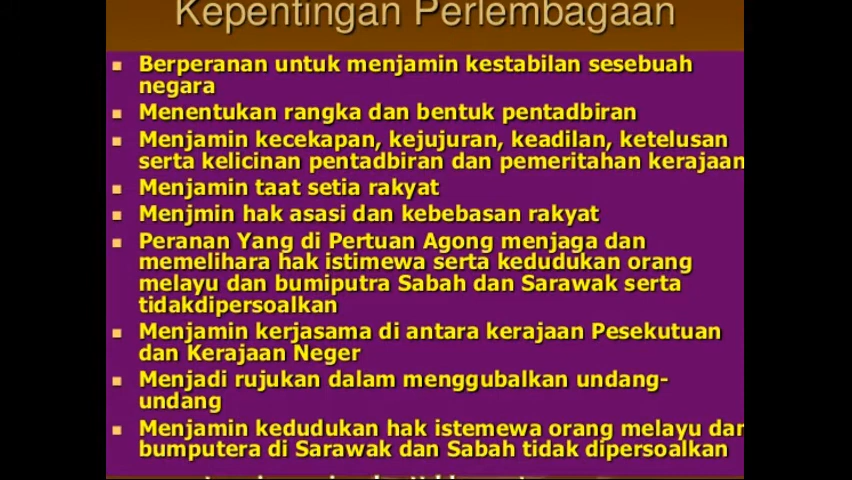 Kepentingan Perlembagaan
Berperanan untuk menjamin kestabilan sesebuah
negara
Menentukan rangka dan bentuk pentadbiran
Menjamin kecekapan, kejujuran, keadilan, ketelusan
serta kelicinan pentadbiran dan pemeritahan kerajaan
Menjamin taat setia rakyat
Menjmin hak asasi dan kebebasan rakyat
Peranan Yang di Pertuan Agong menjaga dan
memelihara hak istimewa serta kedudukan orang
melayu dan bumiputra Sabah dan Sarawak serta
tidakdipersoalkan
Menjamin kerjasama di antara kerajaan Pesekutuan
dan Kerajaan Neger
Menjadi rujukan dalam menggubalkan undang-
undang
Menjamin kedudukan hak istemewa orang melayu dan
bumputera di Sarawak dan Sabah tidak dipersoalkan